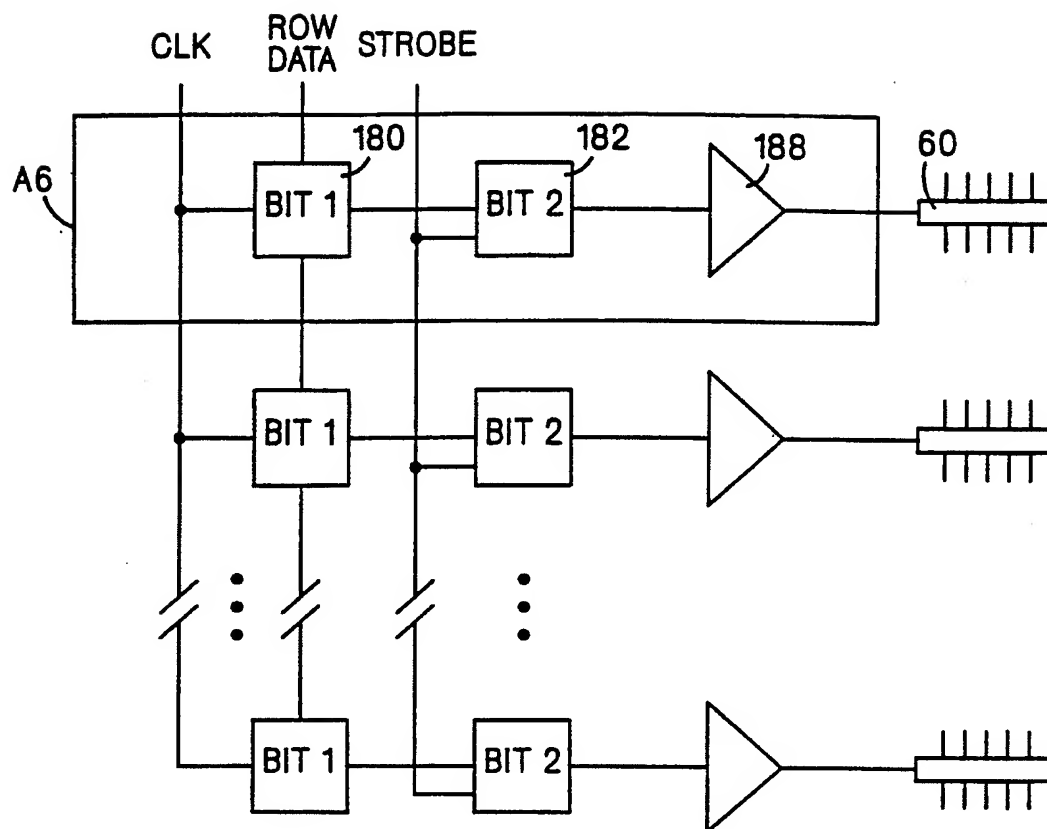 CLK
ROW
DATA
STROBE
A6
180
182
188
60
BIT 1
BIT 2
BIT 1
BIT 2
BIT 1
BIT 2